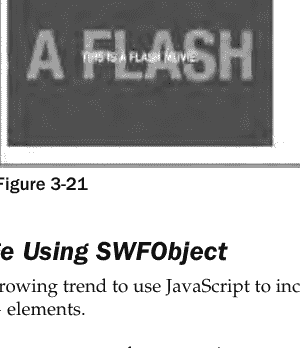 A FLASH
THIS IS A FLASH MOVIE
Figure 3-21
e Using SWFObject
rowing trend to use JavaScript to inc
elements.